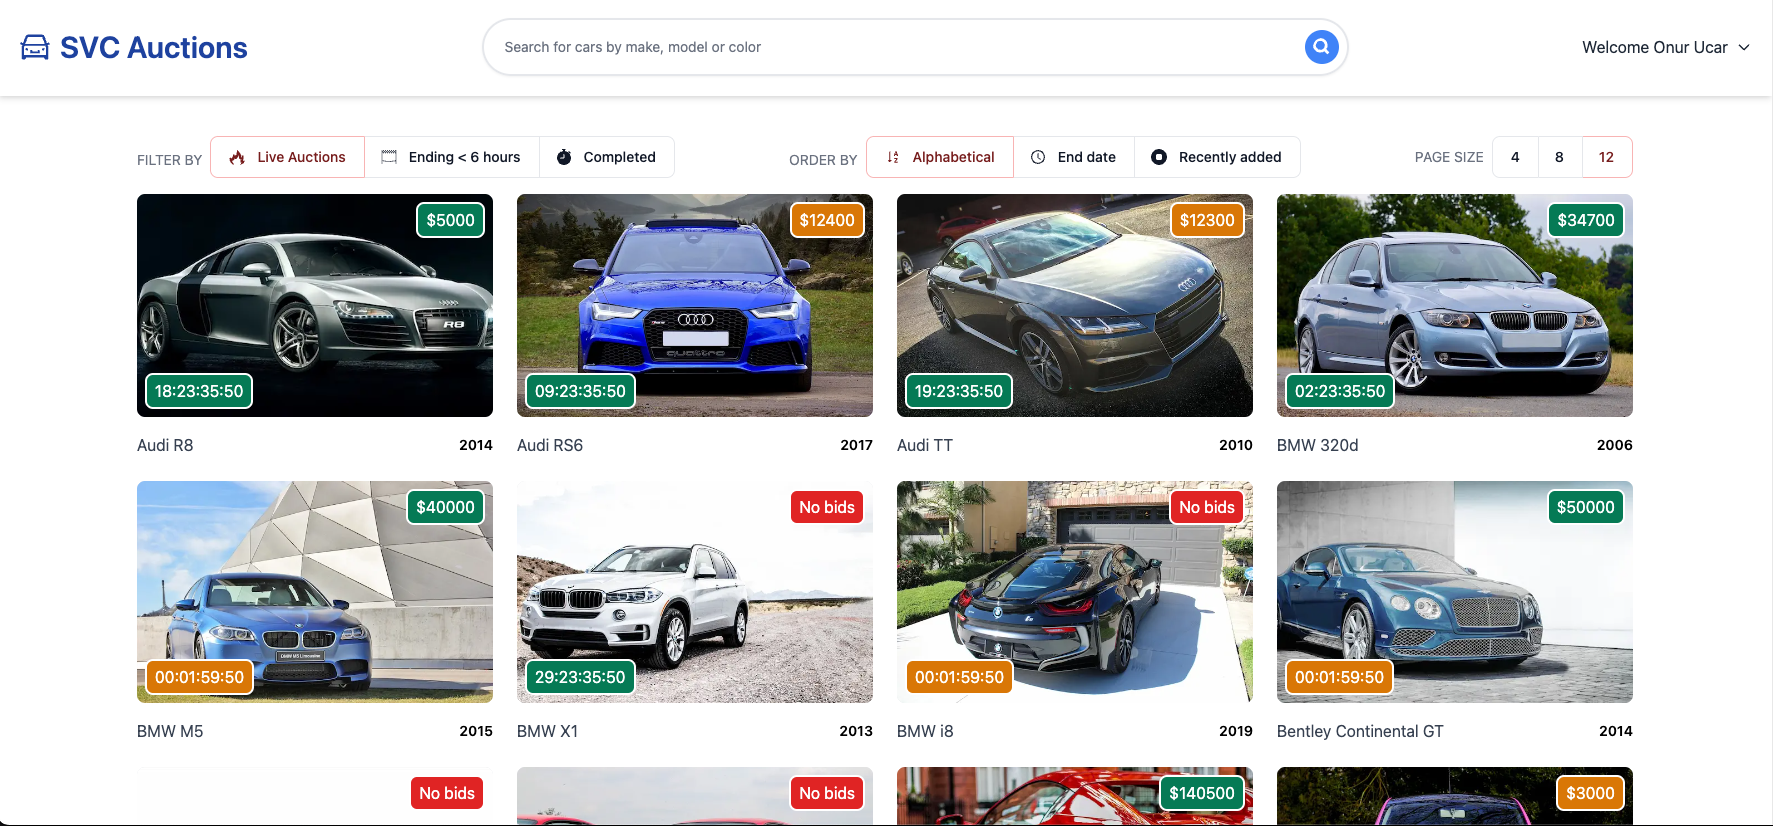 SVC Auctions
Search for cars by make, model or color
Welcome Onur Ucar
FILTER BY
Live Auctions
Ending < 6 hours
Completed
ORDER BY
Alphabetical
End date
Recently added
PAGE SIZE
4
8
12
$5000
R8
18:23:35:50
$12400
quattro
09:23:35:50
$12300
19:23:35:50
$34700
02:23:35:50
Audi R8
2014
Audi RS6
2017
Audi TT
2010
BMW 320d
2006
$40000
BMW M5 Limousine
00:01:59:50
No bids
29:23:35:50
No bids
00:01:59:50
$50000
00:01:59:50
BMW M5
2015
BMW X1
2013
BMW i8
2019
Bentley Continental GT
2014
No bids
No bids
$140500
$3000